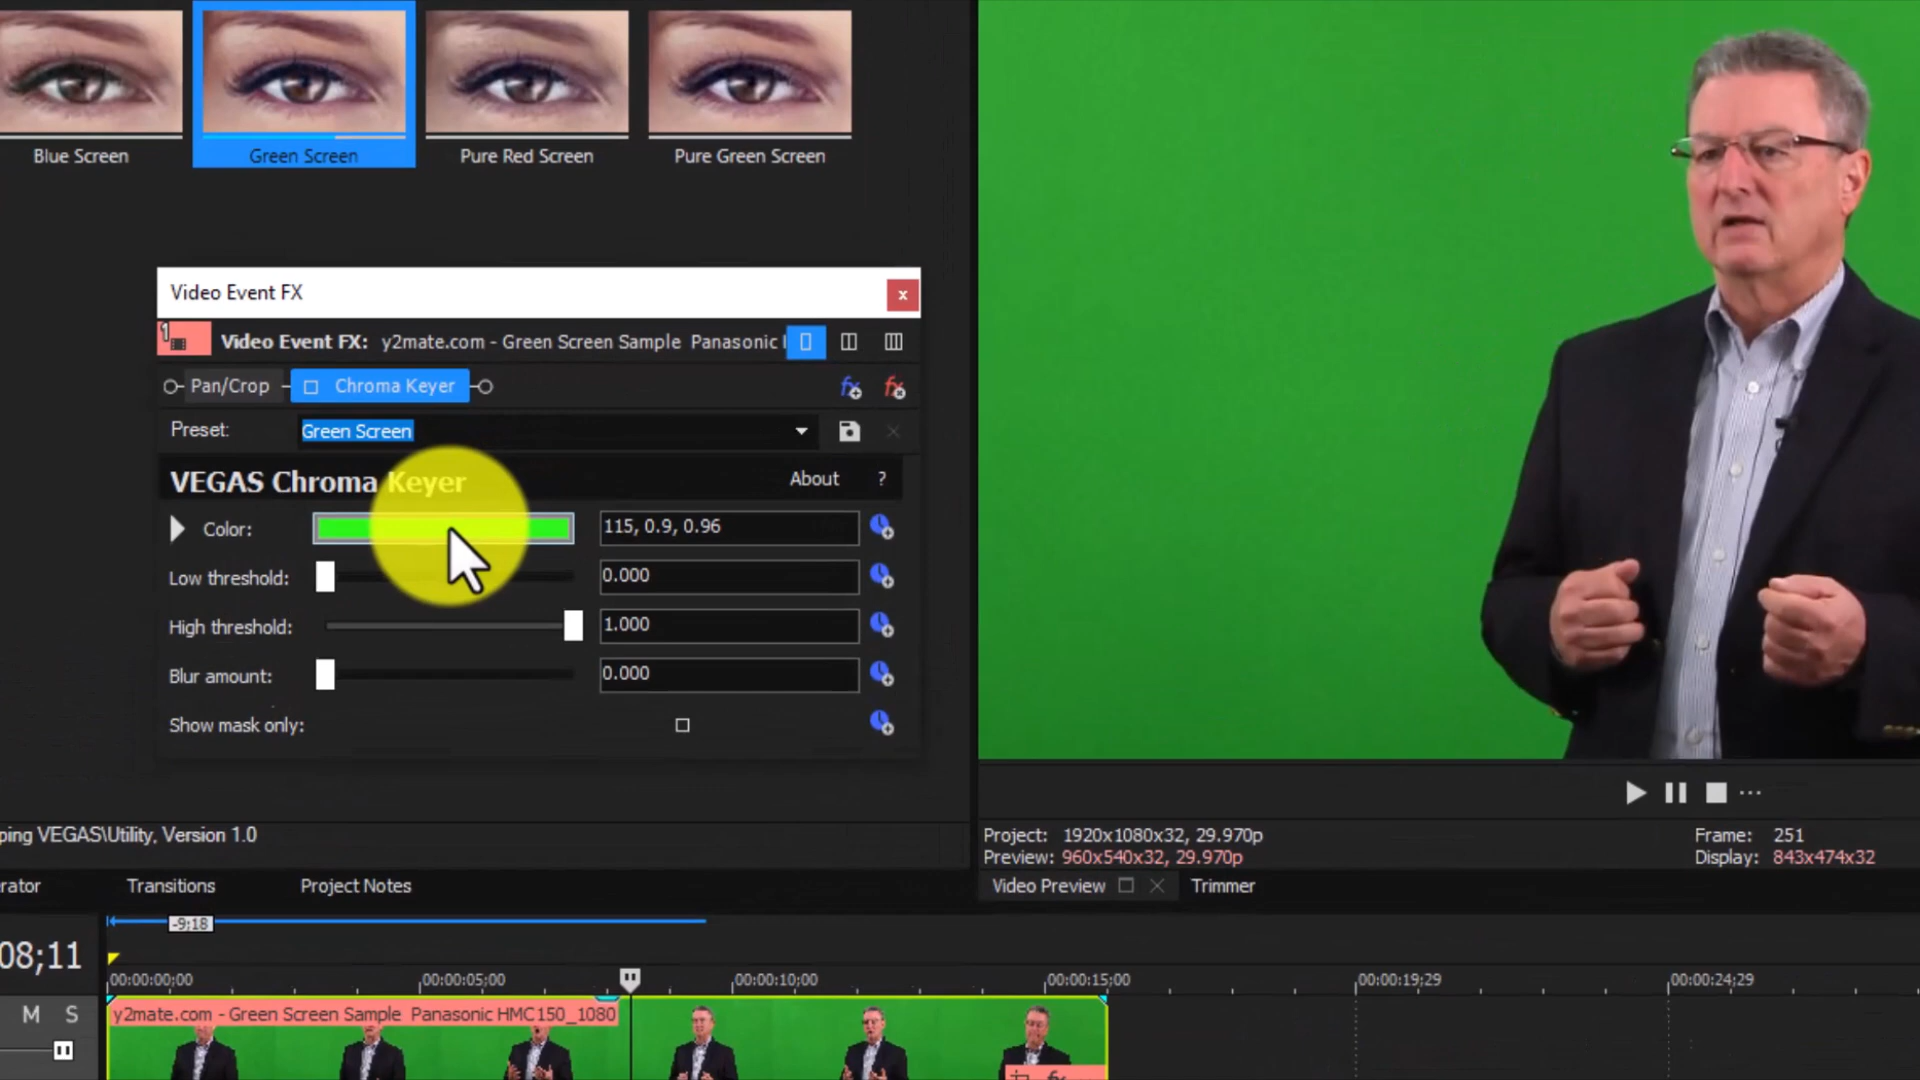 Blue Screen
Green Screen
Pure Red Screen
Pure Green Screen
Video Event FX
x
1
Video Event FX: y2mate.com - Green Screen Sample Panasonic
Pan/Crop
Chroma Keyer
Preset:
Green Screen
VEGAS Chroma Keyer
About
?
Color:
115, 0.9, 0.96
Low threshold:
0.000
High threshold:
1.000
Blur amount:
0.000
Show mask only:
ping VEGAS\Utility, Version 1.0
Project: 1920x1080x32, 29.970p
Frame: 251
Preview: 960x540x32, 29.970p
Display: 843x474x32
erator
Transitions
Project Notes
Video Preview
Trimmer
-9;18
08;11
00:00:00;00
00:00:05;00
00:00:10;00
00:00:15;00
00:00:19;29
00:00:24;29
M S
y2mate.com - Green Screen Sample Panasonic HMC150_1080
fx